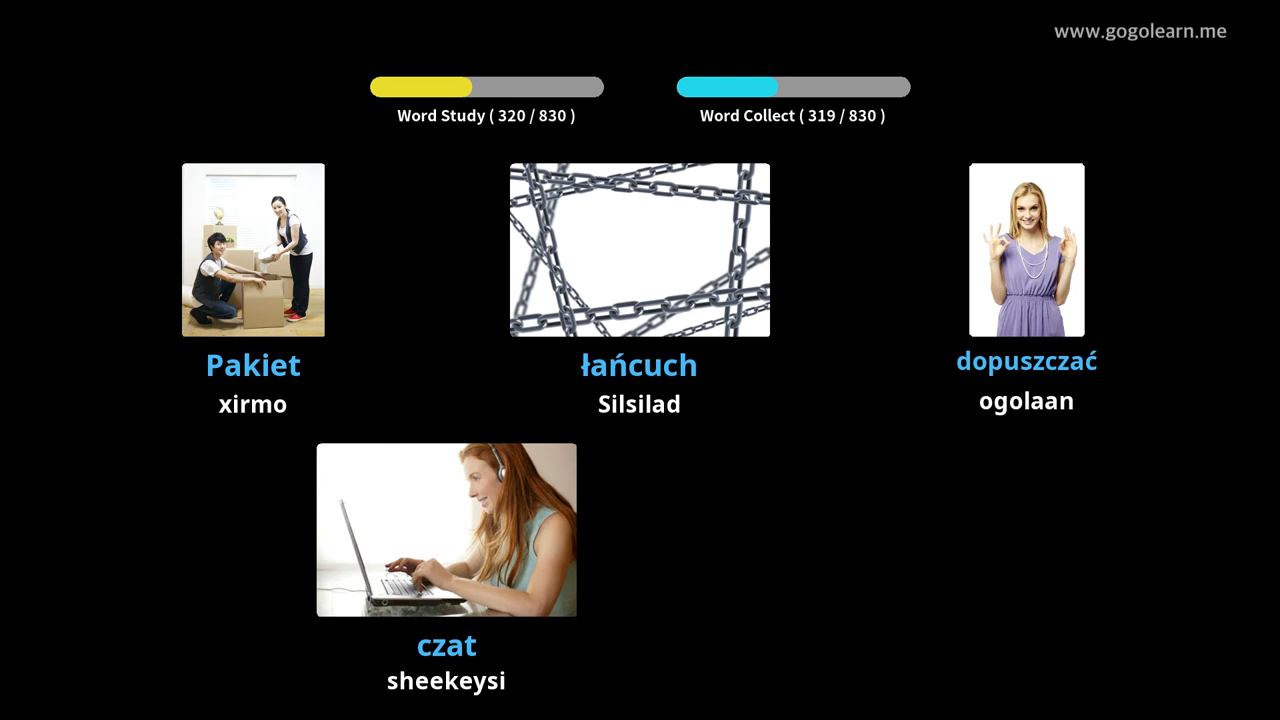 www.gogolearn.me
Word Study ( 320 / 830 )
Word Collect ( 319 / 830 )
Pakiet
xirmo
łańcuch
Silsilad
dopuszczać
ogolaan
czat
sheekeysi